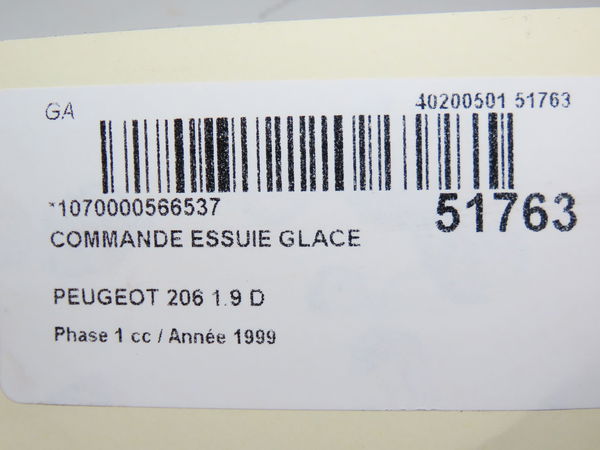 GA 40200501 51763
*1070000566537 51763
COMMANDE ESSUIE GLACE
PEUGEOT 206 1.9 D
Phase 1 cc / Année 1999